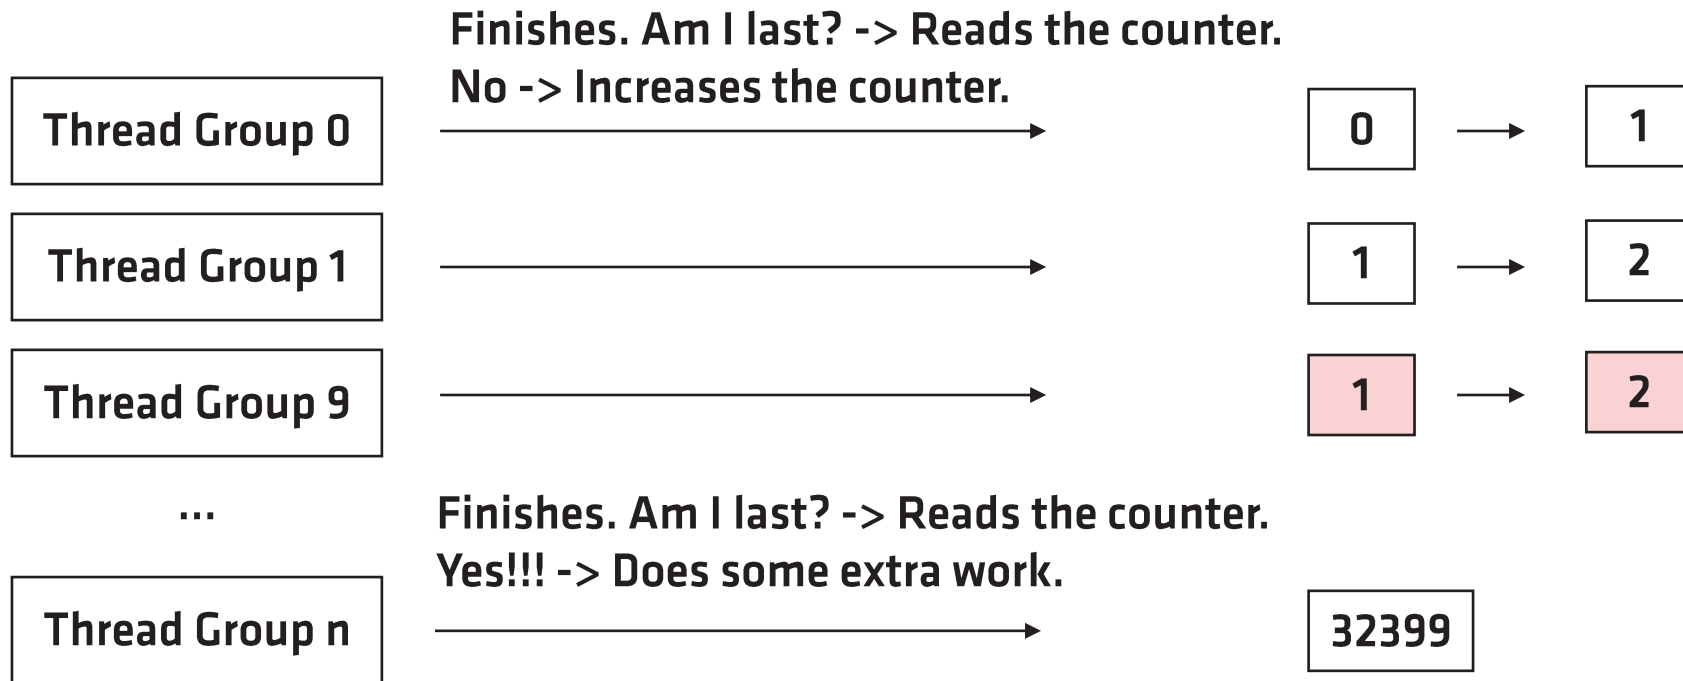 Finishes. Am I last? -> Reads the counter.
No -> Increases the counter.
Thread Group 0
0
1
Thread Group 1
1
2
Thread Group 9
1
2
...
Finishes. Am I last? -> Reads the counter.
Yes!!! -> Does some extra work.
Thread Group n
32399